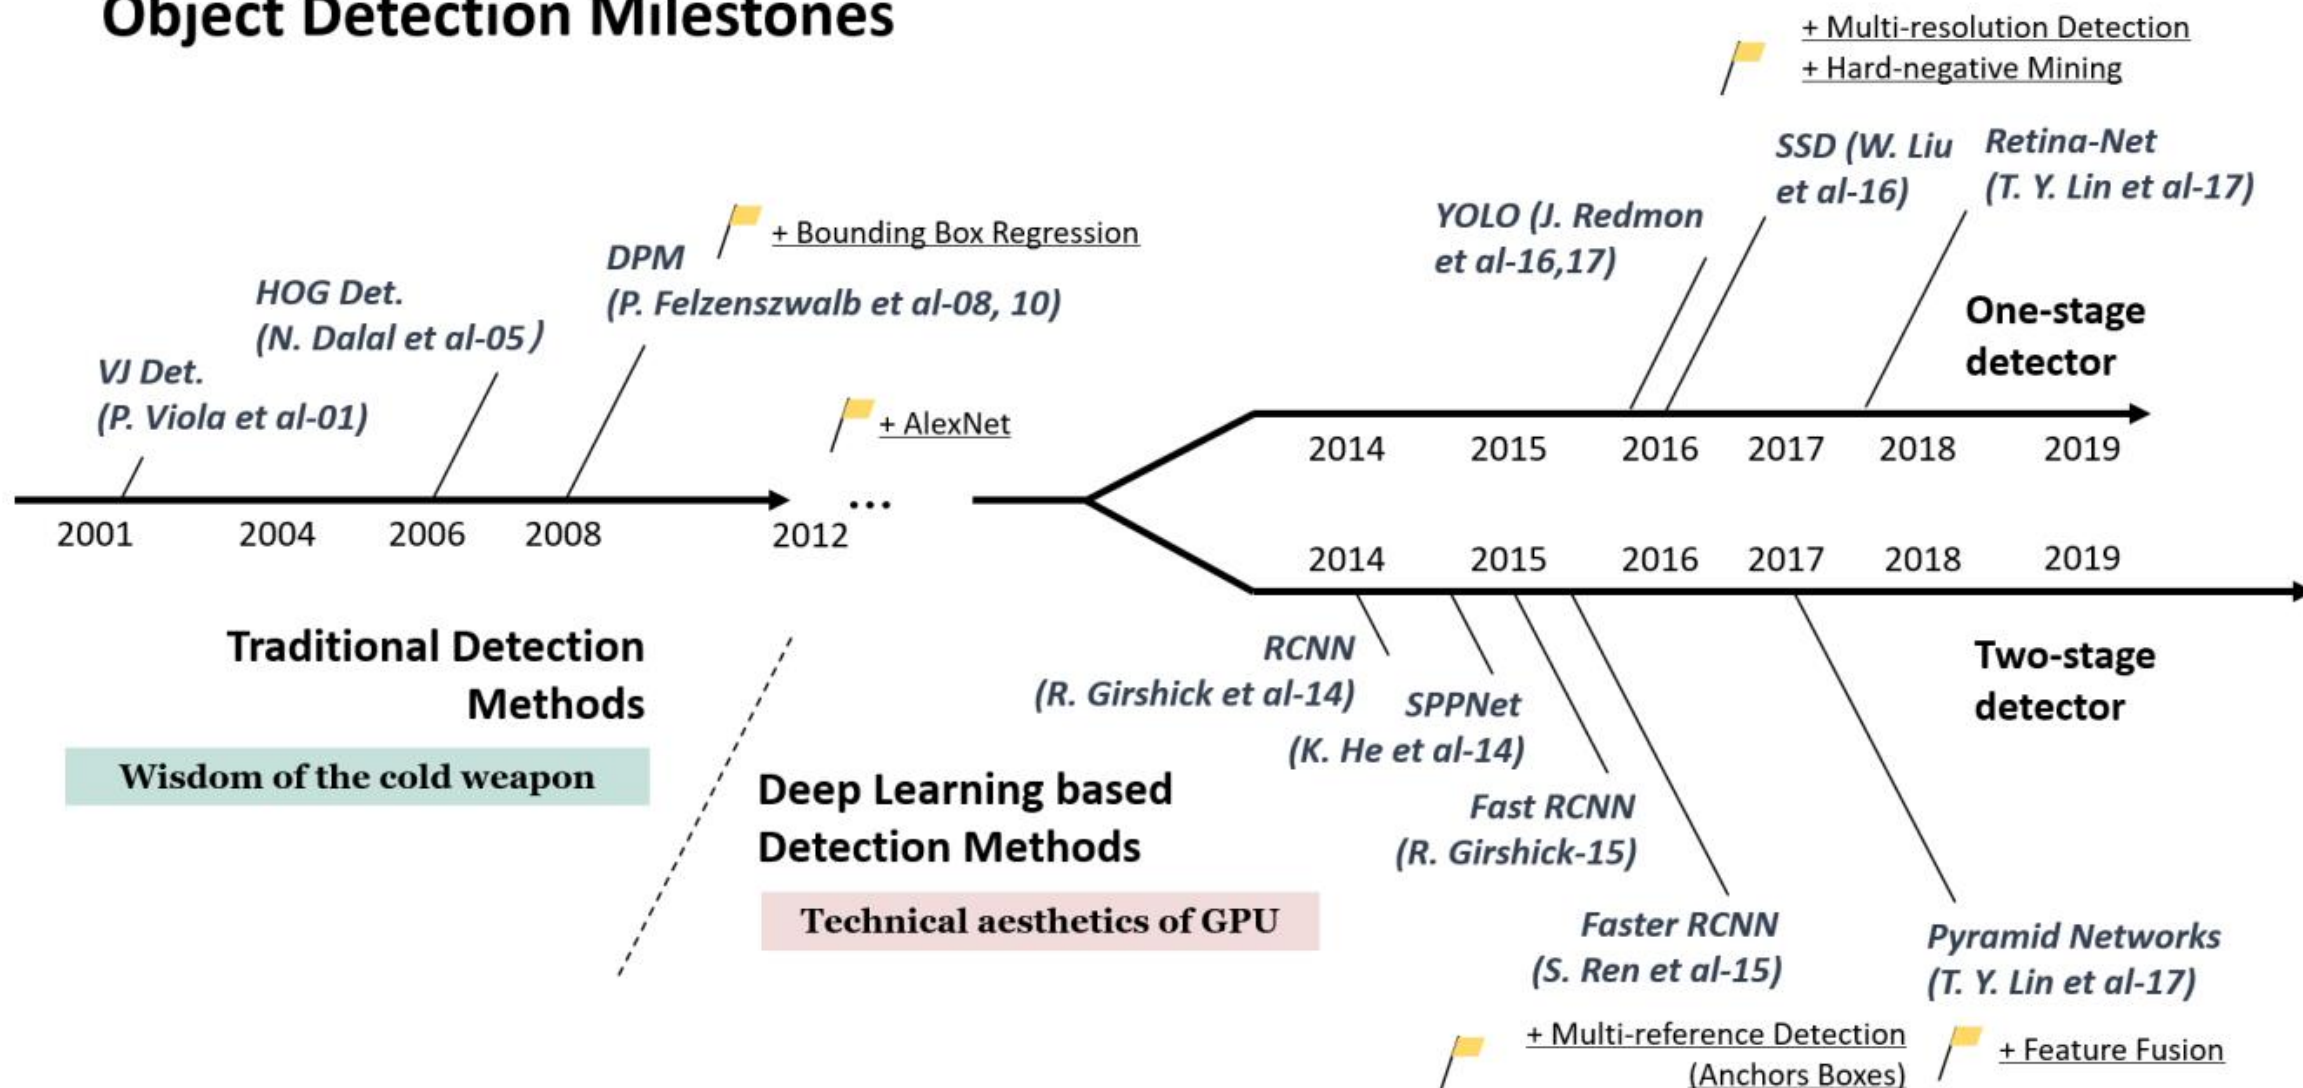 Object Detection Milestones
+ Multi-resolution Detection
+ Hard-negative Mining
SSD (W. Liu
et al-16)
Retina-Net
(T. Y. Lin et al-17)
YOLO (J. Redmon
et al-16,17)
+ Bounding Box Regression
DPM
(P. Felzenszwalb et al-08, 10)
HOG Det.
(N. Dalal et al-05)
VJ Det.
(P. Viola et al-01)
+ AlexNet
One-stage
detector
2014 2015 2016 2017 2018 2019
2001 2004 2006 2008 2012 ...
2014 2015 2016 2017 2018 2019
Traditional Detection
Methods
Wisdom of the cold weapon
Deep Learning based
Detection Methods
Technical aesthetics of GPU
RCNN
(R. Girshick et al-14)
SPPNet
(K. He et al-14)
Fast RCNN
(R. Girshick-15)
Faster RCNN
(S. Ren et al-15)
Two-stage
detector
Pyramid Networks
(T. Y. Lin et al-17)
+ Multi-reference Detection
(Anchors Boxes)
+ Feature Fusion